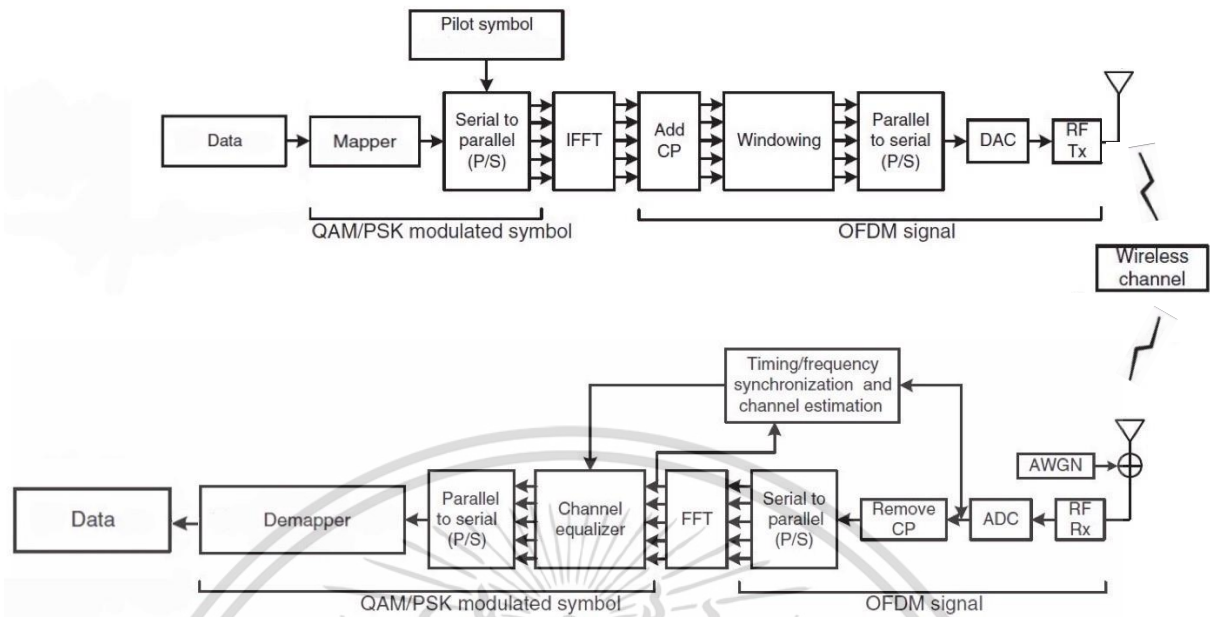 Pilot symbol
Data
Mapper
Serial to
parallel
(P/S)
IFFT
Add
CP
Windowing
Parallel
to serial
(P/S)
DAC
RF
Tx
QAM/PSK modulated symbol
OFDM signal
Wireless
channel
Timing/frequency
synchronization and
channel estimation
AWGN
Data
Demapper
Parallel
to serial
(P/S)
Channel
equalizer
FFT
Serial to
parallel
(P/S)
Remove
CP
ADC
RF
Rx
QAM/PSK modulated symbol
OFDM signal